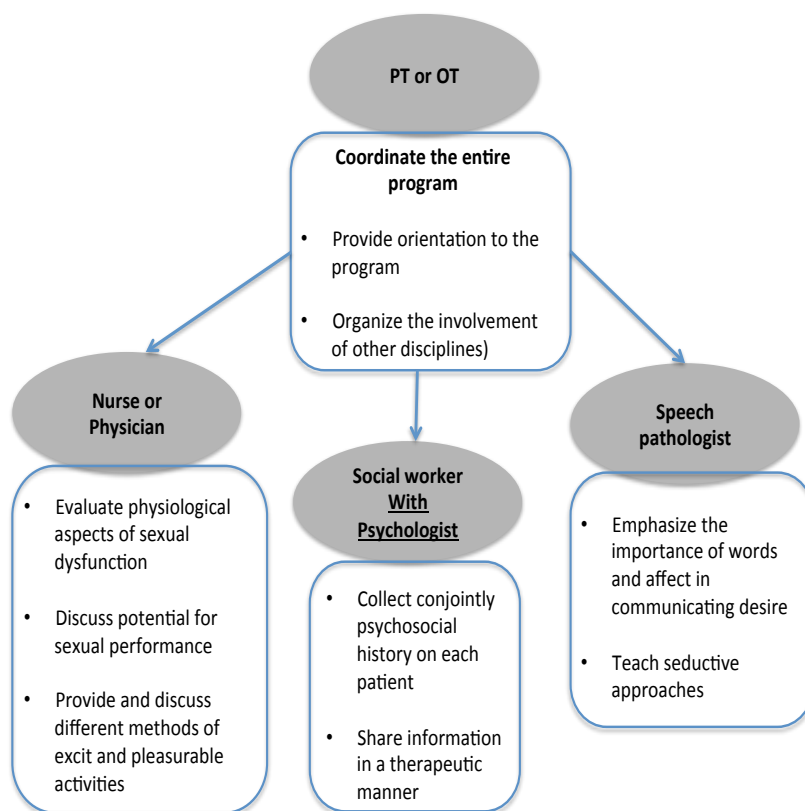 PT or OT
Coordinate the entire
program
• Provide orientation to the
program
• Organize the involvement
of other disciplines)
Nurse or
Physician
• Evaluate physiological
aspects of sexual
dysfunction
• Discuss potential for
sexual performance
• Provide and discuss
different methods of
excit and pleasurable
activities
Social worker
With
Psychologist
• Collect conjointly
psychosocial
history on each
patient
• Share information
in a therapeutic
manner
Speech
pathologist
• Emphasize the
importance of words
and affect in
communicating desire
• Teach seductive
approaches